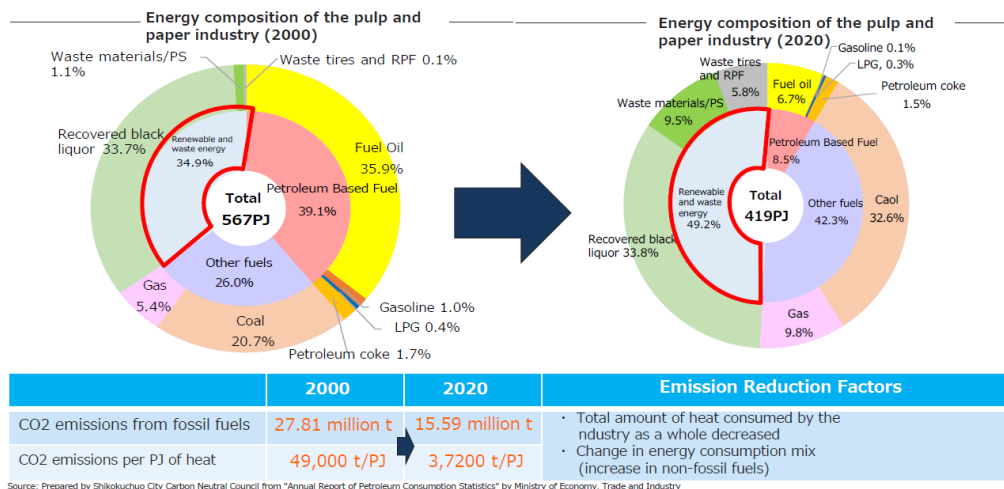 Energy composition of the pulp and
paper industry (2000)
Waste materials/PS
1.1%
Waste tires and RPF 0.1%
Recovered black
liquor 33.7%
Renewable and
waste energy
34.9%
Fuel Oil
35.9%
Petroleum Based Fuel
39.1%
Total
567PJ
Other fuels
26.0%
Gas
5.4%
Coal
20.7%
Gasoline 1.0%
LPG 0.4%
Petroleum coke 1.7%
Energy composition of the pulp and
paper industry (2020)
Gasoline 0.1%
LPG, 0.3%
Petroleum coke
1.5%
Waste tires
and RPF
5.8%
Fuel oil
6.7%
Waste materials/PS
9.5%
Petroleum Based Fuel
8.5%
Renewable and waste
energy
49.2%
Total
419PJ
Other fuels
42.3%
Caol
32.6%
Recovered black
liquor 33.8%
Gas
9.8%
2000
2020
Emission Reduction Factors
CO2 emissions from fossil fuels
27.81 million t
15.59 million t
・ Total amount of heat consumed by the
ndustry as a whole decreased
CO2 emissions per PJ of heat
49,000 t/PJ
3,7200 t/PJ
・ Change in energy consumption mix
(increase in non-fossil fuels)
Source: Prepared by Shikokuchuo City Carbon Neutral Council from "Annual Report of Petroleum Consumption Statistics" by Ministry of Economy, Trade and Industry